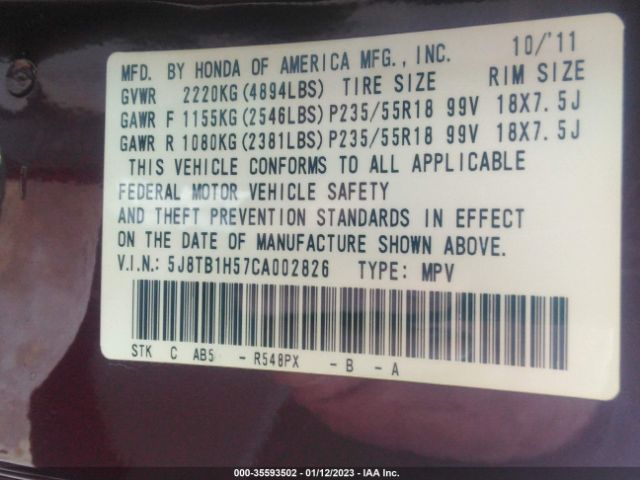 MFD. BY HONDA OF AMERICA MFG., INC. 10/'11
GVWR 2220KG(4894LBS) TIRE SIZE RIM SIZE
GAWR F 1155KG(2546LBS)P235/55R18 99V 18X7.5J
GAWR R 1080KG(2381LBS)P235/55R18 99V 18X7.5J
THIS VEHICLE CONFORMS TO ALL APPLICABLE
FEDERAL MOTOR VEHICLE SAFETY
AND THEFT PREVENTION STANDARDS IN EFFECT
ON THE DATE OF MANUFACTURE SHOWN ABOVE.
V.I.N.: 5J8TB1H57CA002826 TYPE: MPV
STK C AB5 - R548PX - B - A
000-35593502 - 01/12/2023 - IAA Inc.